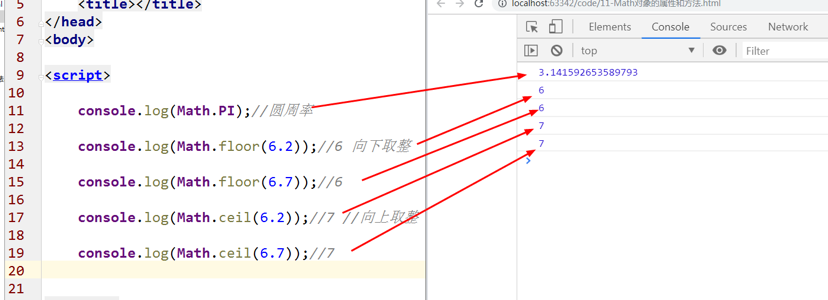 5 <title></title>
6 </head>
7 <body>
8
9 <script>
10
11 console.log(Math.PI);//圆周率
12
13 console.log(Math.floor(6.2));//6 向下取整
14
15 console.log(Math.floor(6.7));//6
16
17 console.log(Math.ceil(6.2));//7 //向上取整
18
19 console.log(Math.ceil(6.7));//7
20
21
localhost:63342/code/11-Math对象的属性和方法.html
Elements Console Sources Network
top Filter
3.141592653589793
6
6
7
7